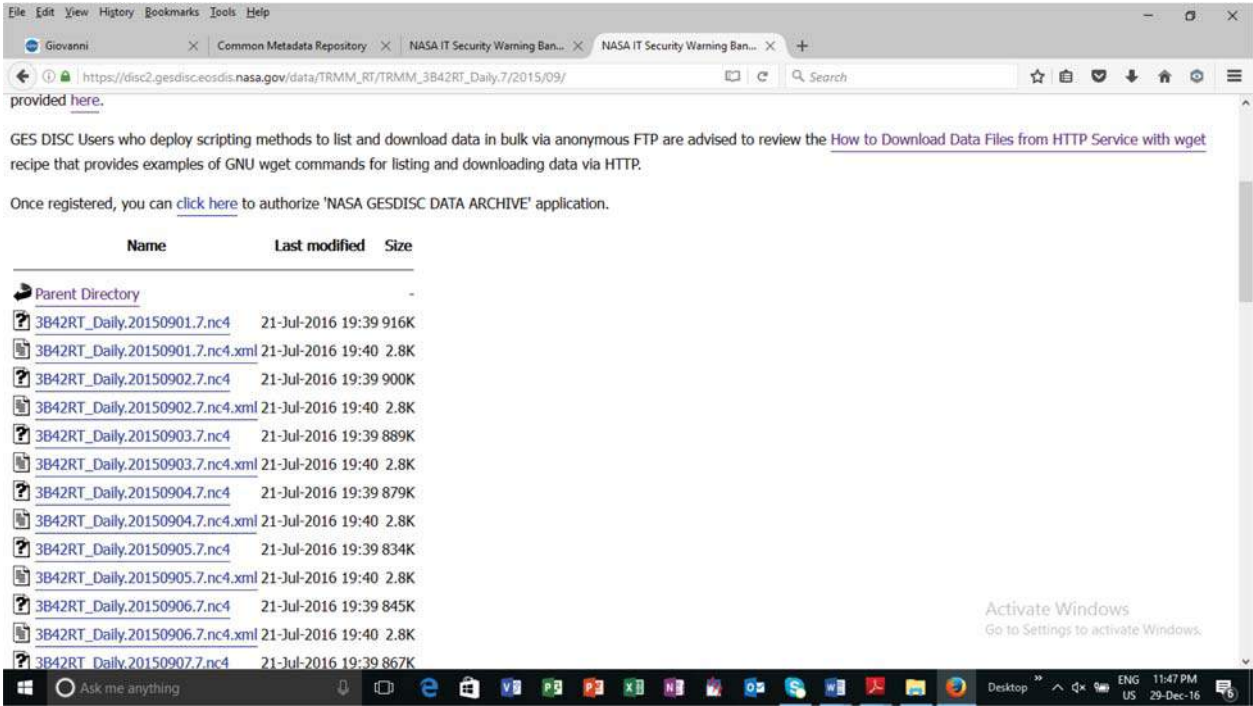 File Edit View History Bookmarks Tools Help
Giovanni Common Metadata Repository NASA IT Security Warning Ban... NASA IT Security Warning Ban...
https://disc2.gesdisc.eosdis.nasa.gov/data/TRMM_RT/TRMM_3B42RT_Daily.7/2015/09/ Search
provided here.
GES DISC Users who deploy scripting methods to list and download data in bulk via anonymous FTP are advised to review the How to Download Data Files from HTTP Service with wget
recipe that provides examples of GNU wget commands for listing and downloading data via HTTP.
Once registered, you can click here to authorize 'NASA GESDISC DATA ARCHIVE' application.
Name Last modified Size
Parent Directory -
3B42RT_Daily.20150901.7.nc4 21-Jul-2016 19:39 916K
3B42RT_Daily.20150901.7.nc4.xml 21-Jul-2016 19:40 2.8K
3B42RT_Daily.20150902.7.nc4 21-Jul-2016 19:39 900K
3B42RT_Daily.20150902.7.nc4.xml 21-Jul-2016 19:40 2.8K
3B42RT_Daily.20150903.7.nc4 21-Jul-2016 19:39 889K
3B42RT_Daily.20150903.7.nc4.xml 21-Jul-2016 19:40 2.8K
3B42RT_Daily.20150904.7.nc4 21-Jul-2016 19:39 879K
3B42RT_Daily.20150904.7.nc4.xml 21-Jul-2016 19:40 2.8K
3B42RT_Daily.20150905.7.nc4 21-Jul-2016 19:39 834K
3B42RT_Daily.20150905.7.nc4.xml 21-Jul-2016 19:40 2.8K
3B42RT_Daily.20150906.7.nc4 21-Jul-2016 19:39 845K
3B42RT_Daily.20150906.7.nc4.xml 21-Jul-2016 19:40 2.8K
3B42RT_Daily.20150907.7.nc4 21-Jul-2016 19:39 867K
Activate Windows
Go to Settings to activate Windows.
Ask me anything Desktop ENG 11:47 PM
US 29-Dec-16